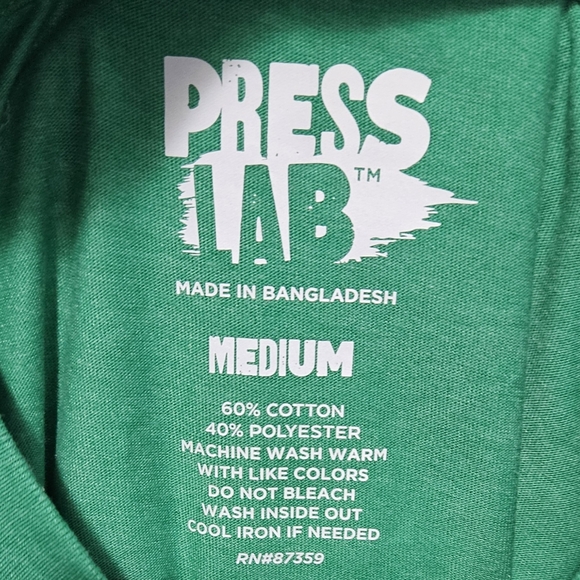 PRESS
LAB™
MADE IN BANGLADESH
MEDIUM
60% COTTON
40% POLYESTER
MACHINE WASH WARM
WITH LIKE COLORS
DO NOT BLEACH
WASH INSIDE OUT
COOL IRON IF NEEDED
RN#87359